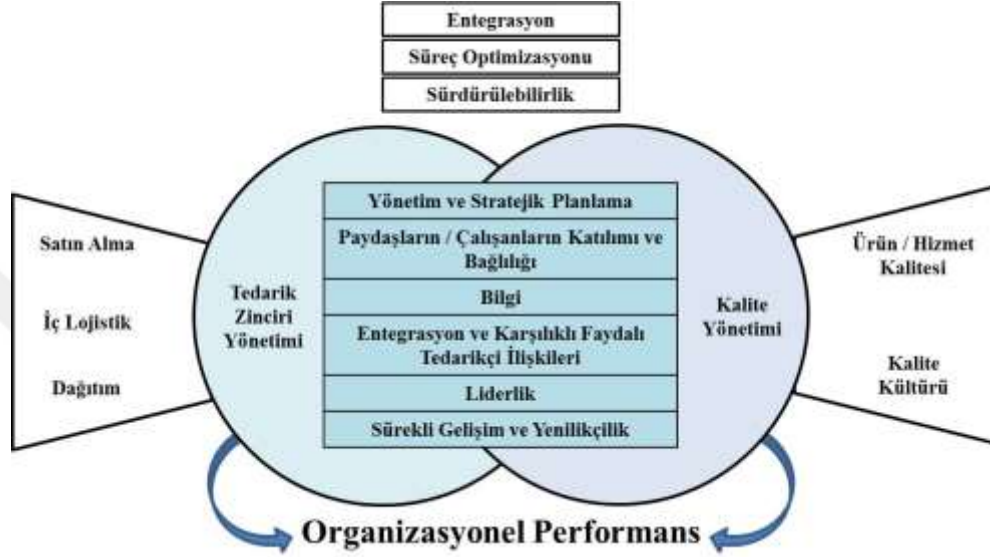 Entegrasyon
Süreç Optimizasyonu
Sürdürülebilirlik
Satın Alma
İç Lojistik
Dağıtım
Tedarik
Zinciri
Yönetimi
Yönetim ve Stratejik Planlama
Paydaşların / Çalışanların Katılımı ve
Bağlılığı
Bilgi
Entegrasyon ve Karşılıklı Faydalı
Tedarikçi İlişkileri
Liderlik
Sürekli Gelişim ve Yenilikçilik
Kalite
Yönetimi
Ürün / Hizmet
Kalitesi
Kalite
Kültürü
Organizasyonel Performans